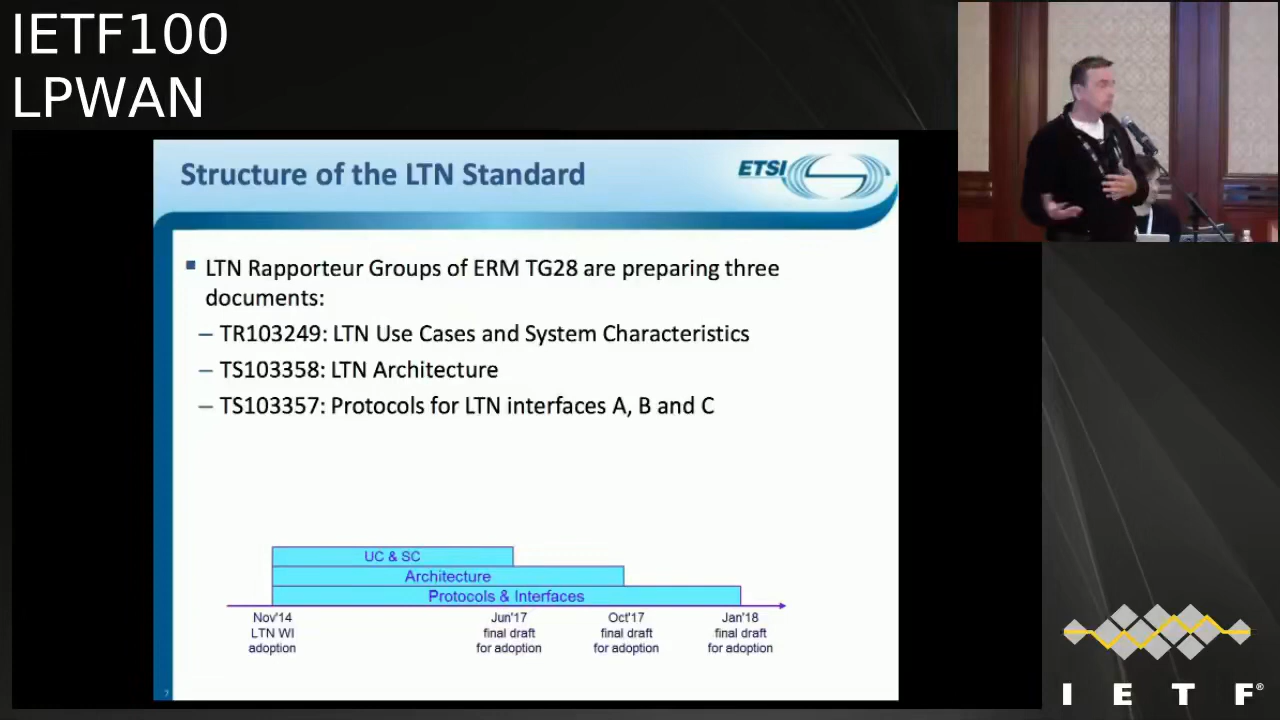 IETF100
LPWAN
Structure of the LTN Standard
ETSI
LTN Rapporteur Groups of ERM TG28 are preparing three
documents:
– TR103249: LTN Use Cases and System Characteristics
– TS103358: LTN Architecture
– TS103357: Protocols for LTN interfaces A, B and C
UC & SC
Architecture
Protocols & Interfaces
Nov'14
LTN WI
adoption
Jun'17
final draft
for adoption
Oct'17
final draft
for adoption
Jan'18
final draft
for adoption
7
I E T F®